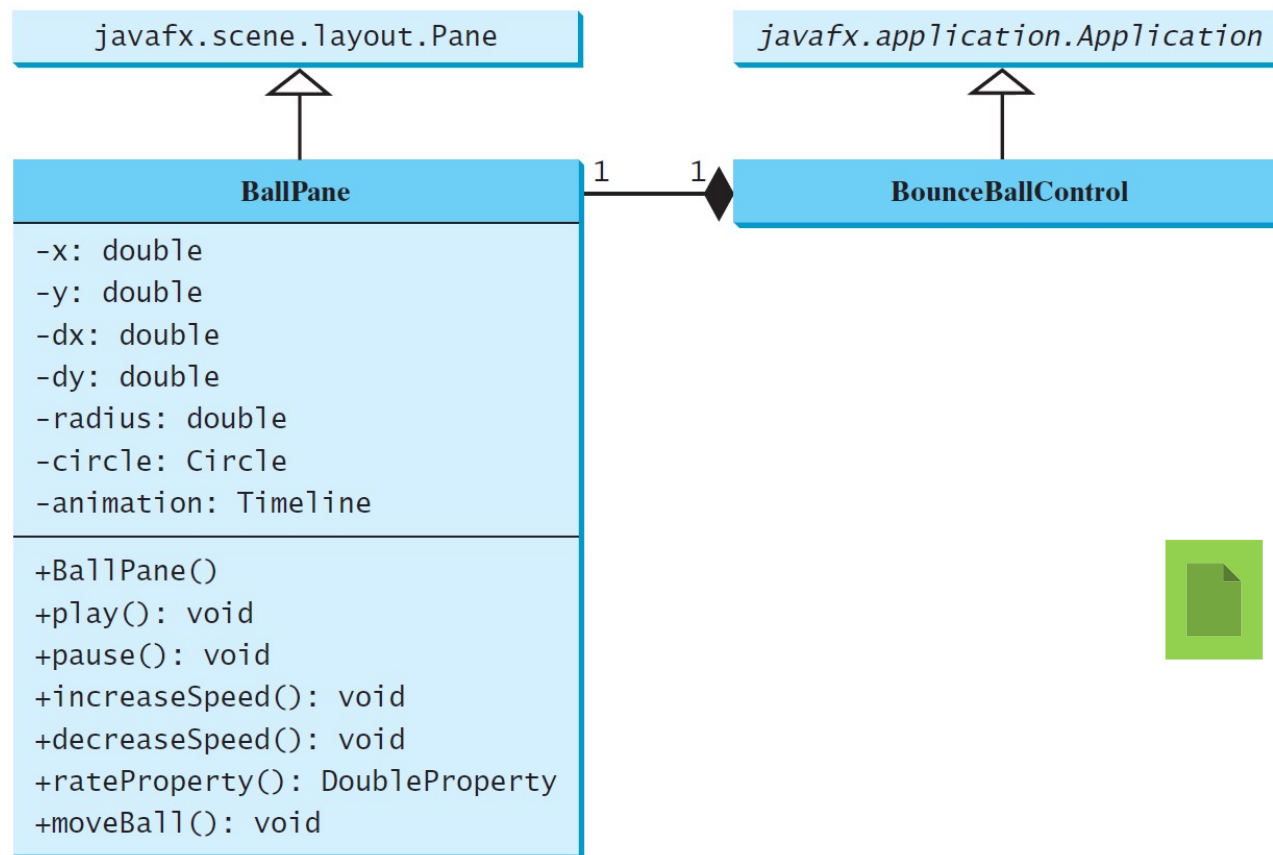 javafx.scene.layout.Pane
javafx.application.Application
BallPane
1
1
BounceBallControl
-x: double
-y: double
-dx: double
-dy: double
-radius: double
-circle: Circle
-animation: Timeline
+BallPane()
+play(): void
+pause(): void
+increaseSpeed(): void
+decreaseSpeed(): void
+rateProperty(): DoubleProperty
+moveBall(): void